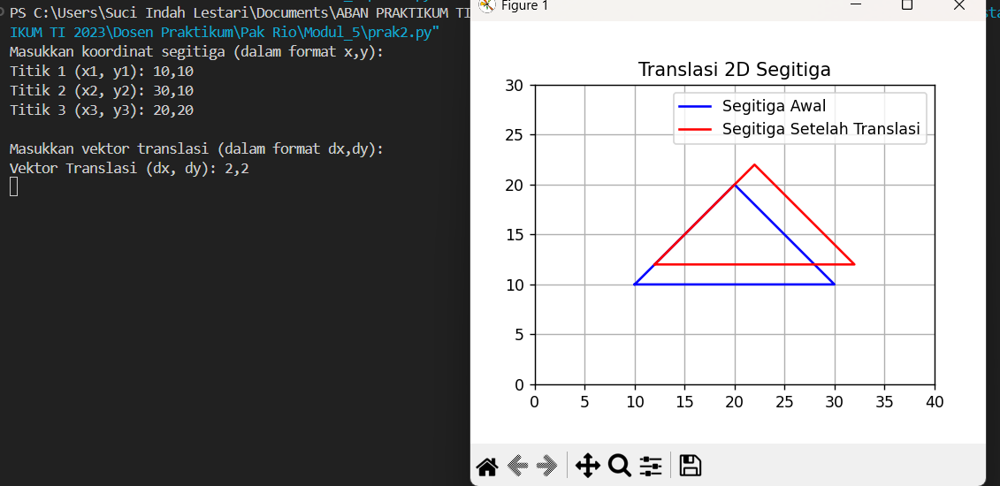 PS C:\Users\Suci Indah Lestari\Documents\ABAN PRAKTIKUM TI
IKUM TI 2023\Dosen Praktikum\Pak Rio\Modul_5\prak2.py"
Masukkan koordinat segitiga (dalam format x,y):
Titik 1 (x1, y1): 10,10
Titik 2 (x2, y2): 30,10
Titik 3 (x3, y3): 20,20
Masukkan vektor translasi (dalam format dx,dy):
Vektor Translasi (dx, dy): 2,2
Figure 1
Translasi 2D Segitiga
Segitiga Awal
Segitiga Setelah Translasi
30
25
20
15
10
5
0
0 5 10 15 20 25 30 35 40